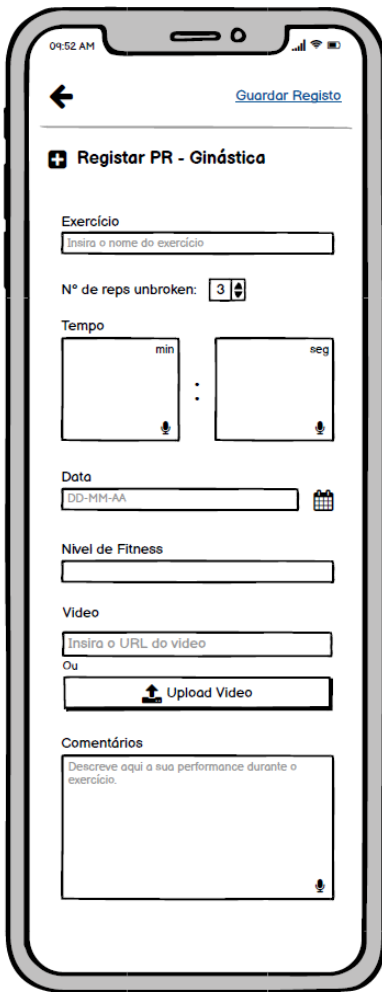 09:52 AM
Guardar Registo
Registar PR - Ginástica
Exercício
Insira o nome do exercício
Nº de reps unbroken: 3
Tempo
min
seg
:
Data
DD-MM-AA
Nível de Fitness
Video
Insira o URL do video
Ou
Upload Video
Comentários
Descreve aqui a sua performance durante o
exercício.